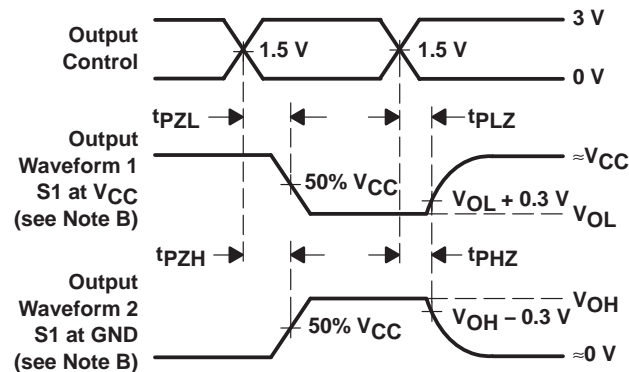 3 V
Output
Control
1.5 V
1.5 V
0 V
tPZL
tPLZ
Output
Waveform 1
S1 at VCC
(see Note B)
≈VCC
50% VCC
VOL + 0.3 V
VOL
tPZH
tPHZ
Output
Waveform 2
S1 at GND
(see Note B)
VOH
50% VCC
VOH – 0.3 V
≈0 V